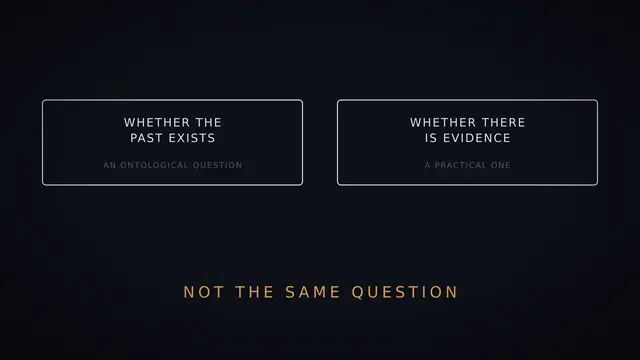 WHETHER THE
PAST EXISTS
AN ONTOLOGICAL QUESTION
WHETHER THERE
IS EVIDENCE
A PRACTICAL ONE
NOT THE SAME QUESTION